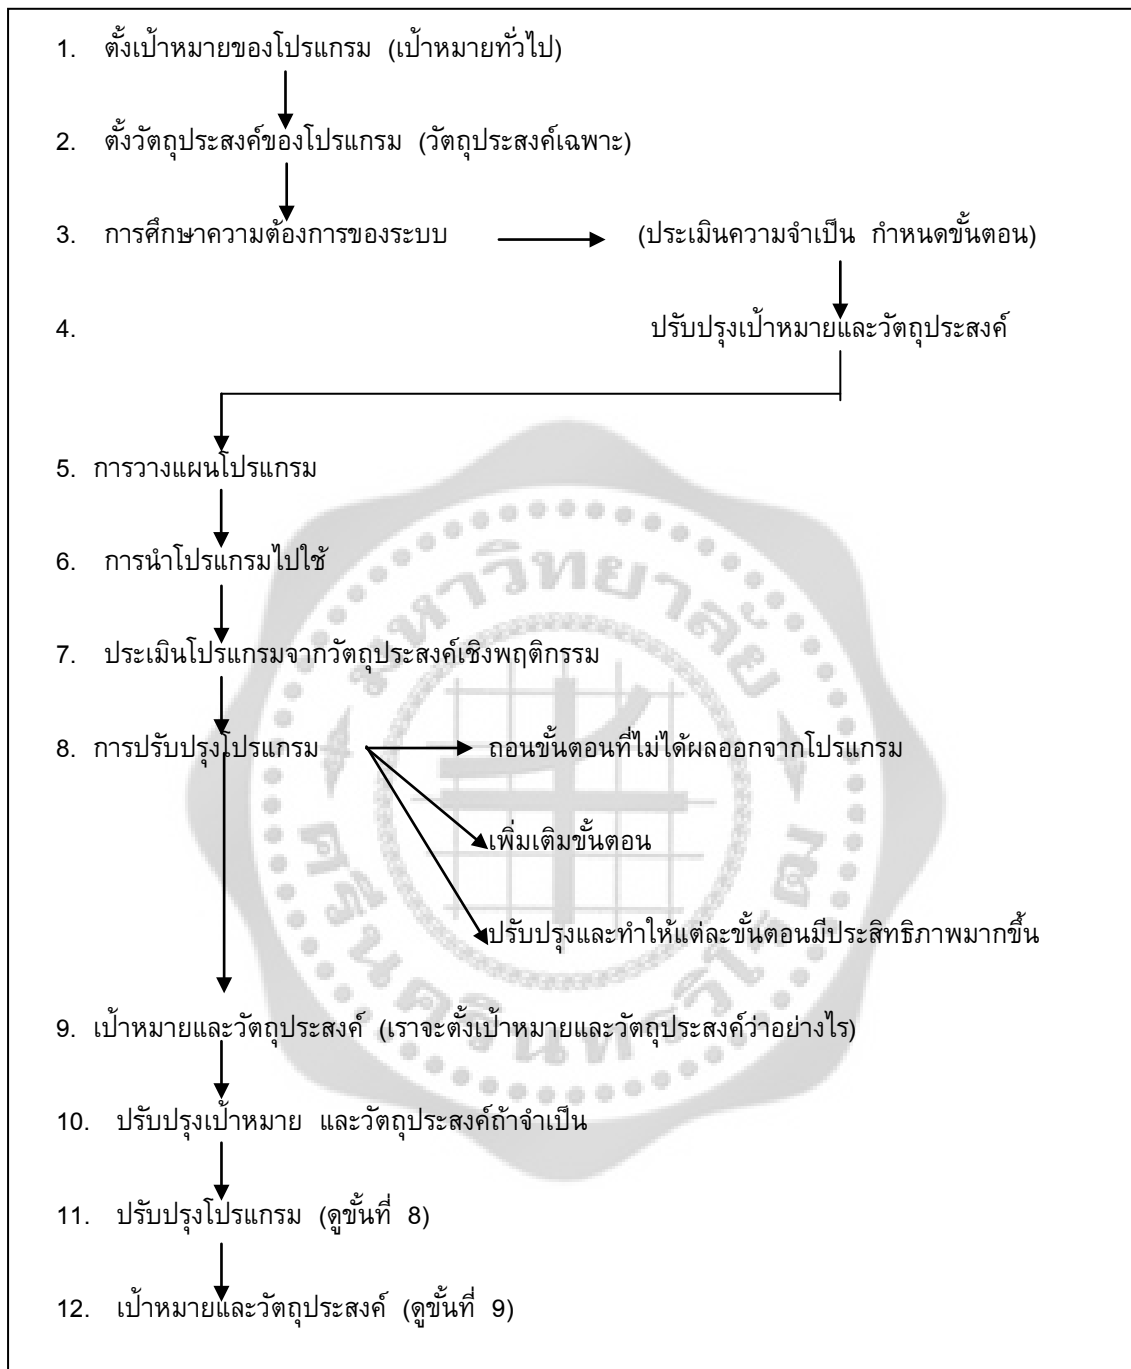 1. ตั้งเป้าหมายของโปรแกรม (เป้าหมายทั่วไป)
2. ตั้งวัตถุประสงค์ของโปรแกรม (วัตถุประสงค์เฉพาะ)
3. การศึกษาความต้องการของระบบ (ประเมินความจำเป็น กำหนดขั้นตอน)
4. ปรับปรุงเป้าหมายและวัตถุประสงค์
5. การวางแผนโปรแกรม
6. การนำโปรแกรมไปใช้
7. ประเมินโปรแกรมจากวัตถุประสงค์เชิงพฤติกรรม
8. การปรับปรุงโปรแกรม ถอนขั้นตอนที่ไม่ได้ผลออกจากโปรแกรม
เพิ่มเติมขั้นตอน
ปรับปรุงและทำให้แต่ละขั้นตอนมีประสิทธิภาพมากขึ้น
9. เป้าหมายและวัตถุประสงค์ (เราจะตั้งเป้าหมายและวัตถุประสงค์ว่าอย่างไร)
10. ปรับปรุงเป้าหมาย และวัตถุประสงค์ถ้าจำเป็น
11. ปรับปรุงโปรแกรม (ดูขั้นที่ 8)
12. เป้าหมายและวัตถุประสงค์ (ดูขั้นที่ 9)
มหาวิทยาลัย
ศรีนครินทรวิโรฒ